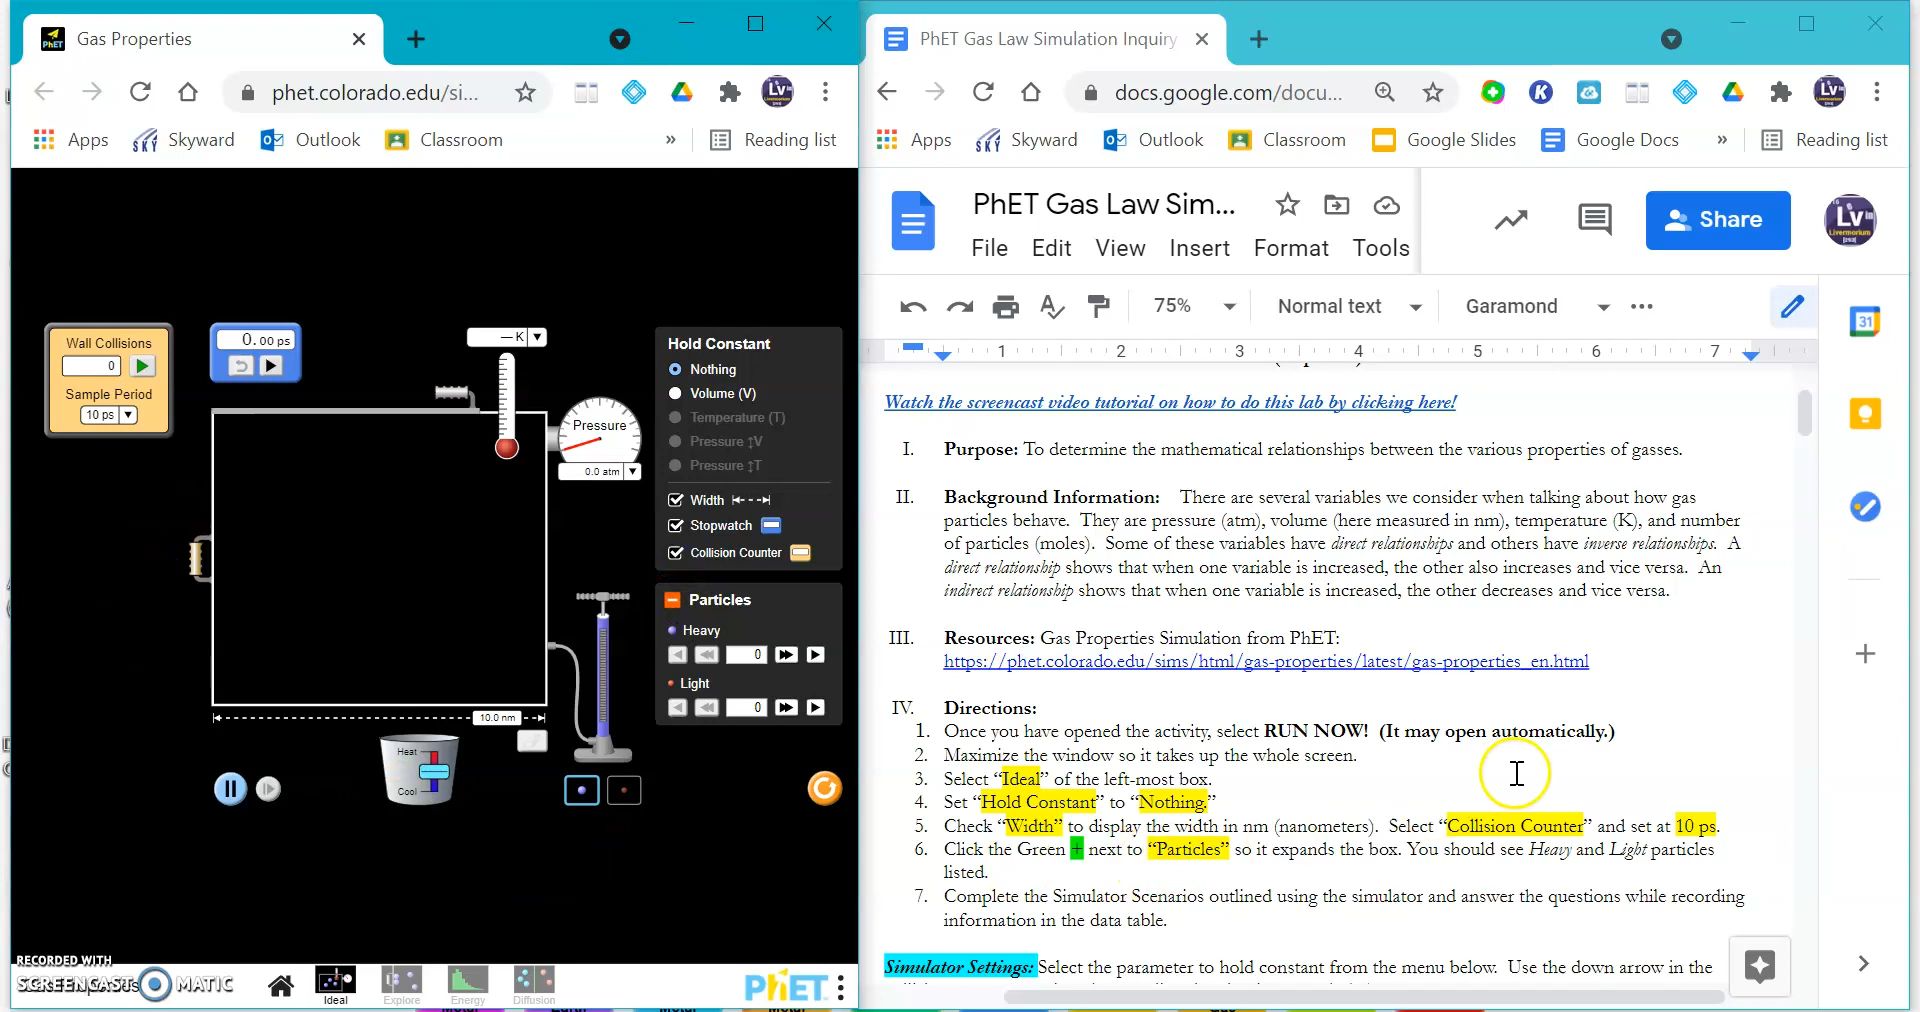 Gas Properties
phet.colorado.edu/si...
Apps
Skyward
Outlook
Classroom
»
Reading list
Wall Collisions
0
Sample Period
10 ps
0.00 ps
— K
Pressure
0.0 atm
Hold Constant
Nothing
Volume (V)
Temperature (T)
Pressure ↕V
Pressure ↕T
Width
Stopwatch
Collision Counter
Particles
Heavy
0
Light
0
10.0 nm
Heat
Cool
RECORDED WITH
SCREENCAST MATIC
Ideal
Explore
Energy
Diffusion
PhET
PhET Gas Law Simulation Inquiry
docs.google.com/docu...
Apps
Skyward
Outlook
Classroom
Google Slides
Google Docs
»
Reading list
PhET Gas Law Sim...
Share
File Edit View Insert Format Tools
75% Normal text Garamond
1 2 3 4 5 6 7
Watch the screencast video tutorial on how to do this lab by clicking here!
I. Purpose: To determine the mathematical relationships between the various properties of gasses.
II. Background Information: There are several variables we consider when talking about how gas
particles behave. They are pressure (atm), volume (here measured in nm), temperature (K), and number
of particles (moles). Some of these variables have direct relationships and others have inverse relationships. A
direct relationship shows that when one variable is increased, the other also increases and vice versa. An
indirect relationship shows that when one variable is increased, the other decreases and vice versa.
III. Resources: Gas Properties Simulation from PhET:
https://phet.colorado.edu/sims/html/gas-properties/latest/gas-properties_en.html
IV. Directions:
1. Once you have opened the activity, select RUN NOW! (It may open automatically.)
2. Maximize the window so it takes up the whole screen.
3. Select “Ideal” of the left-most box.
4. Set “Hold Constant” to “Nothing.”
5. Check “Width” to display the width in nm (nanometers). Select “Collision Counter” and set at 10 ps.
6. Click the Green + next to “Particles” so it expands the box. You should see Heavy and Light particles
listed.
7. Complete the Simulator Scenarios outlined using the simulator and answer the questions while recording
information in the data table.
Simulator Settings: Select the parameter to hold constant from the menu below. Use the down arrow in the
31